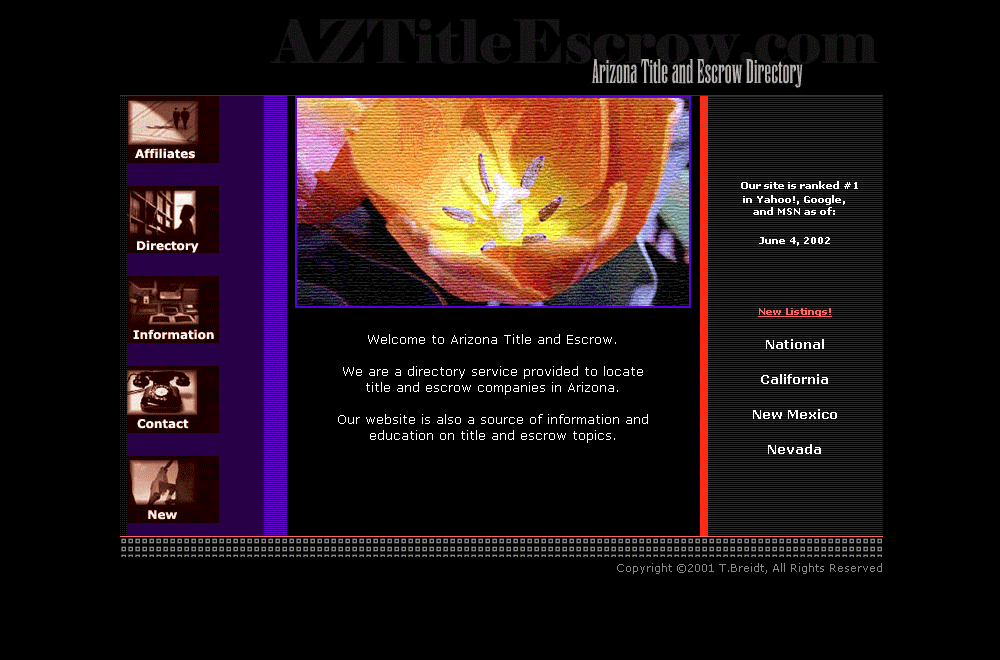 AZTitleEscrow.com
Arizona Title and Escrow Directory
Affiliates
Directory
Information
Contact
New
Welcome to Arizona Title and Escrow.
We are a directory service provided to locate
title and escrow companies in Arizona.
Our website is also a source of information and
education on title and escrow topics.
Our site is ranked #1
in Yahoo!, Google,
and MSN as of:
June 4, 2002
New Listings!
National
California
New Mexico
Nevada
Copyright ©2001 T.Breidt, All Rights Reserved